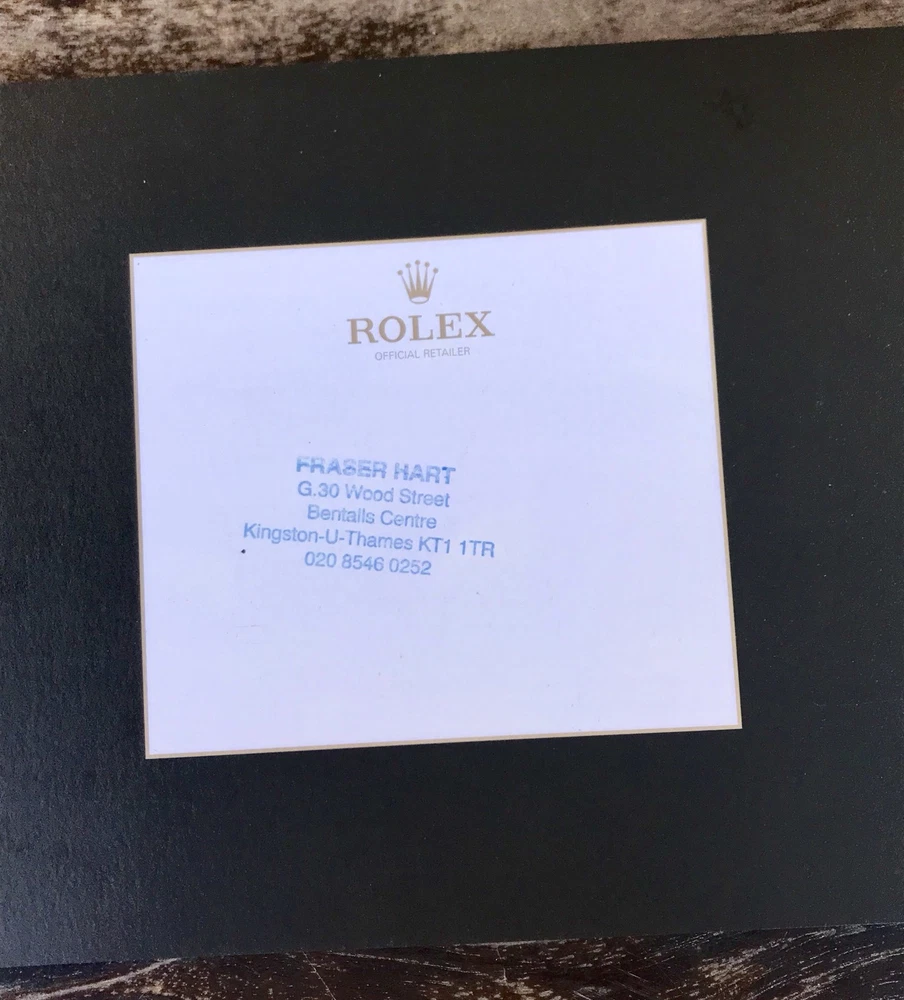 ROLEX
OFFICIAL RETAILER
FRASER HART
G.30 Wood Street
Bentalls Centre
Kingston-U-Thames KT1 1TR
020 8546 0252